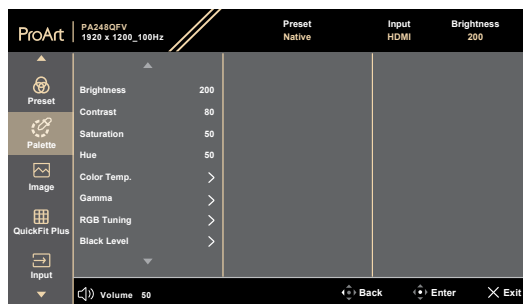 ProArt
PA248QFV
1920 x 1200_100Hz
Preset
Native
Input
HDMI
Brightness
200
Preset
Palette
Image
QuickFit Plus
Input
Brightness 200
Contrast 80
Saturation 50
Hue 50
Color Temp.
Gamma
RGB Tuning
Black Level
Volume 50
Back
Enter
Exit